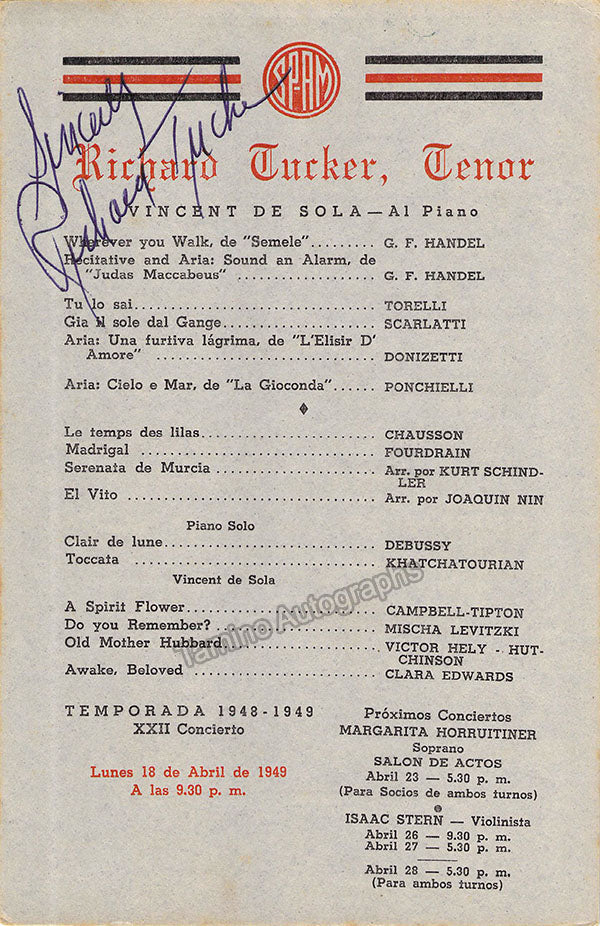 SP-AM
Sincerely
Richard Tucker
Richard Tucker, Tenor
VINCENT DE SOLA — Al Piano
Wherever you Walk, de "Semele"......... G. F. HANDEL
Recitative and Aria: Sound an Alarm, de
"Judas Maccabeus" .................. G. F. HANDEL
Tu lo sai............................... TORELLI
Gia il sole dal Gange.................... SCARLATTI
Aria: Una furtiva lágrima, de "L'Elisir D'
Amore" ............................ DONIZETTI
Aria: Cielo e Mar, de "La Gioconda"...... PONCHIELLI
Le temps des lilas...................... CHAUSSON
Madrigal .............................. FOURDRAIN
Serenata de Murcia .................... Arr. por KURT SCHIND-
LER
El Vito ................................ Arr. por JOAQUIN NIN
Piano Solo
Clair de lune........................... DEBUSSY
Toccata ............................... KHATCHATOURIAN
Vincent de Sola
A Spirit Flower......................... CAMPBELL-TIPTON
Do you Remember? ..................... MISCHA LEVITZKI
Old Mother Hubbard.................... VICTOR HELY - HUT-
CHINSON
Awake, Beloved ....................... CLARA EDWARDS
Tamino Autographs
TEMPORADA 1948-1949
XXII Concierto
Lunes 18 de Abril de 1949
A las 9.30 p. m.
Próximos Conciertos
MARGARITA HORRUITINER
Soprano
SALON DE ACTOS
Abril 23 — 5.30 p. m.
(Para Socios de ambos turnos)
ISAAC STERN — Violinista
Abril 26 — 9.30 p. m.
Abril 27 — 5.30 p. m.
Abril 28 — 5.30 p. m.
(Para ambos turnos)